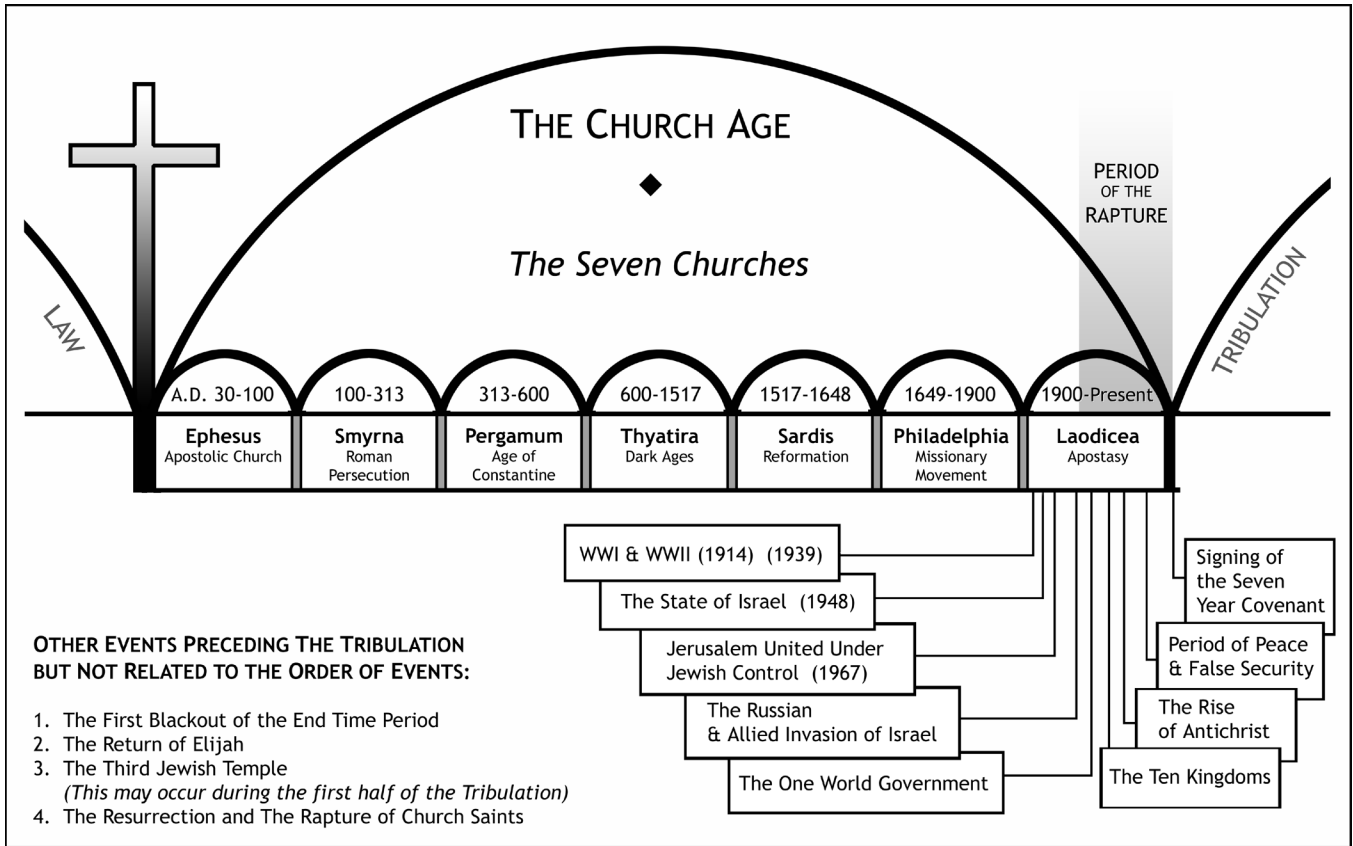 THE CHURCH AGE
The Seven Churches
PERIOD
OF THE
RAPTURE
LAW
TRIBULATION
A.D. 30-100
100-313
313-600
600-1517
1517-1648
1649-1900
1900-Present
Ephesus
Apostolic Church
Smyrna
Roman
Persecution
Pergamum
Age of
Constantine
Thyatira
Dark Ages
Sardis
Reformation
Philadelphia
Missionary
Movement
Laodicea
Apostasy
WWI & WWII (1914) (1939)
The State of Israel (1948)
Jerusalem United Under
Jewish Control (1967)
The Russian
& Allied Invasion of Israel
The One World Government
Signing of
the Seven
Year Covenant
Period of Peace
& False Security
The Rise
of Antichrist
The Ten Kingdoms
OTHER EVENTS PRECEDING THE TRIBULATION
BUT NOT RELATED TO THE ORDER OF EVENTS:
1. The First Blackout of the End Time Period
2. The Return of Elijah
3. The Third Jewish Temple
(This may occur during the first half of the Tribulation)
4. The Resurrection and The Rapture of Church Saints